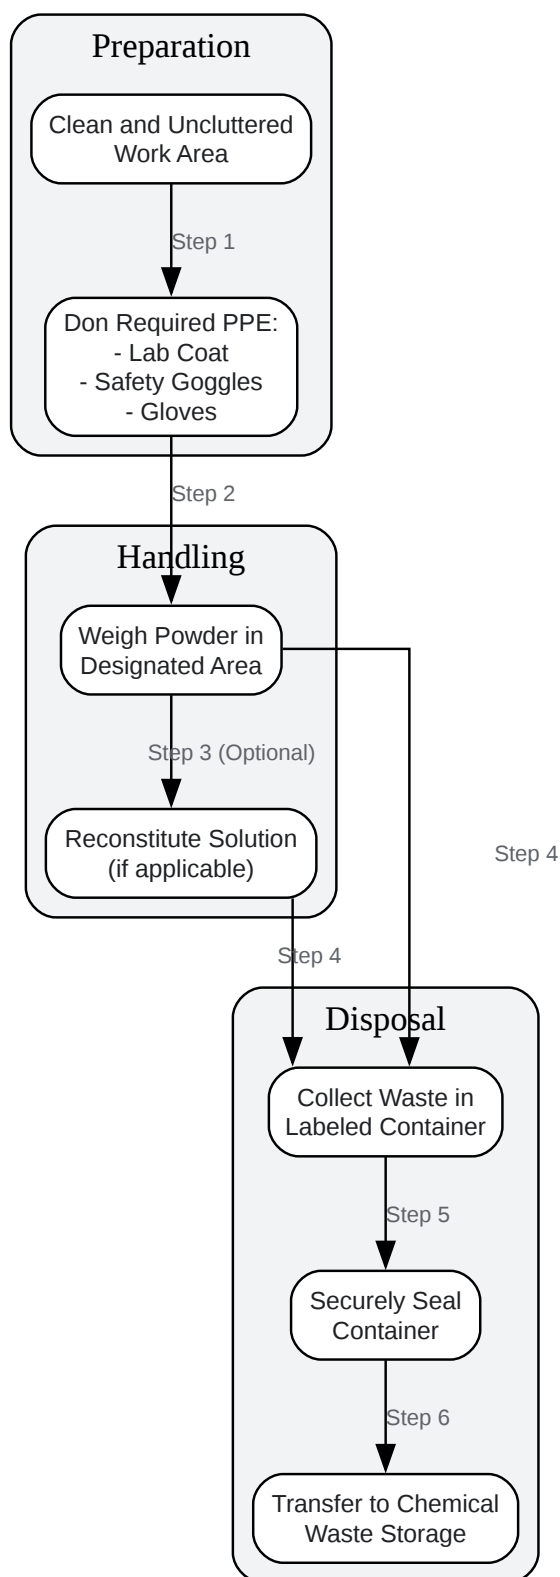 Preparation
Clean and Uncluttered
Work Area
Step 1
Don Required PPE:
- Lab Coat
- Safety Goggles
- Gloves
Step 2
Handling
Weigh Powder in
Designated Area
Step 3 (Optional)
Reconstitute Solution
(if applicable)
Step 4
Step 4
Disposal
Collect Waste in
Labeled Container
Step 5
Securely Seal
Container
Step 6
Transfer to Chemical
Waste Storage